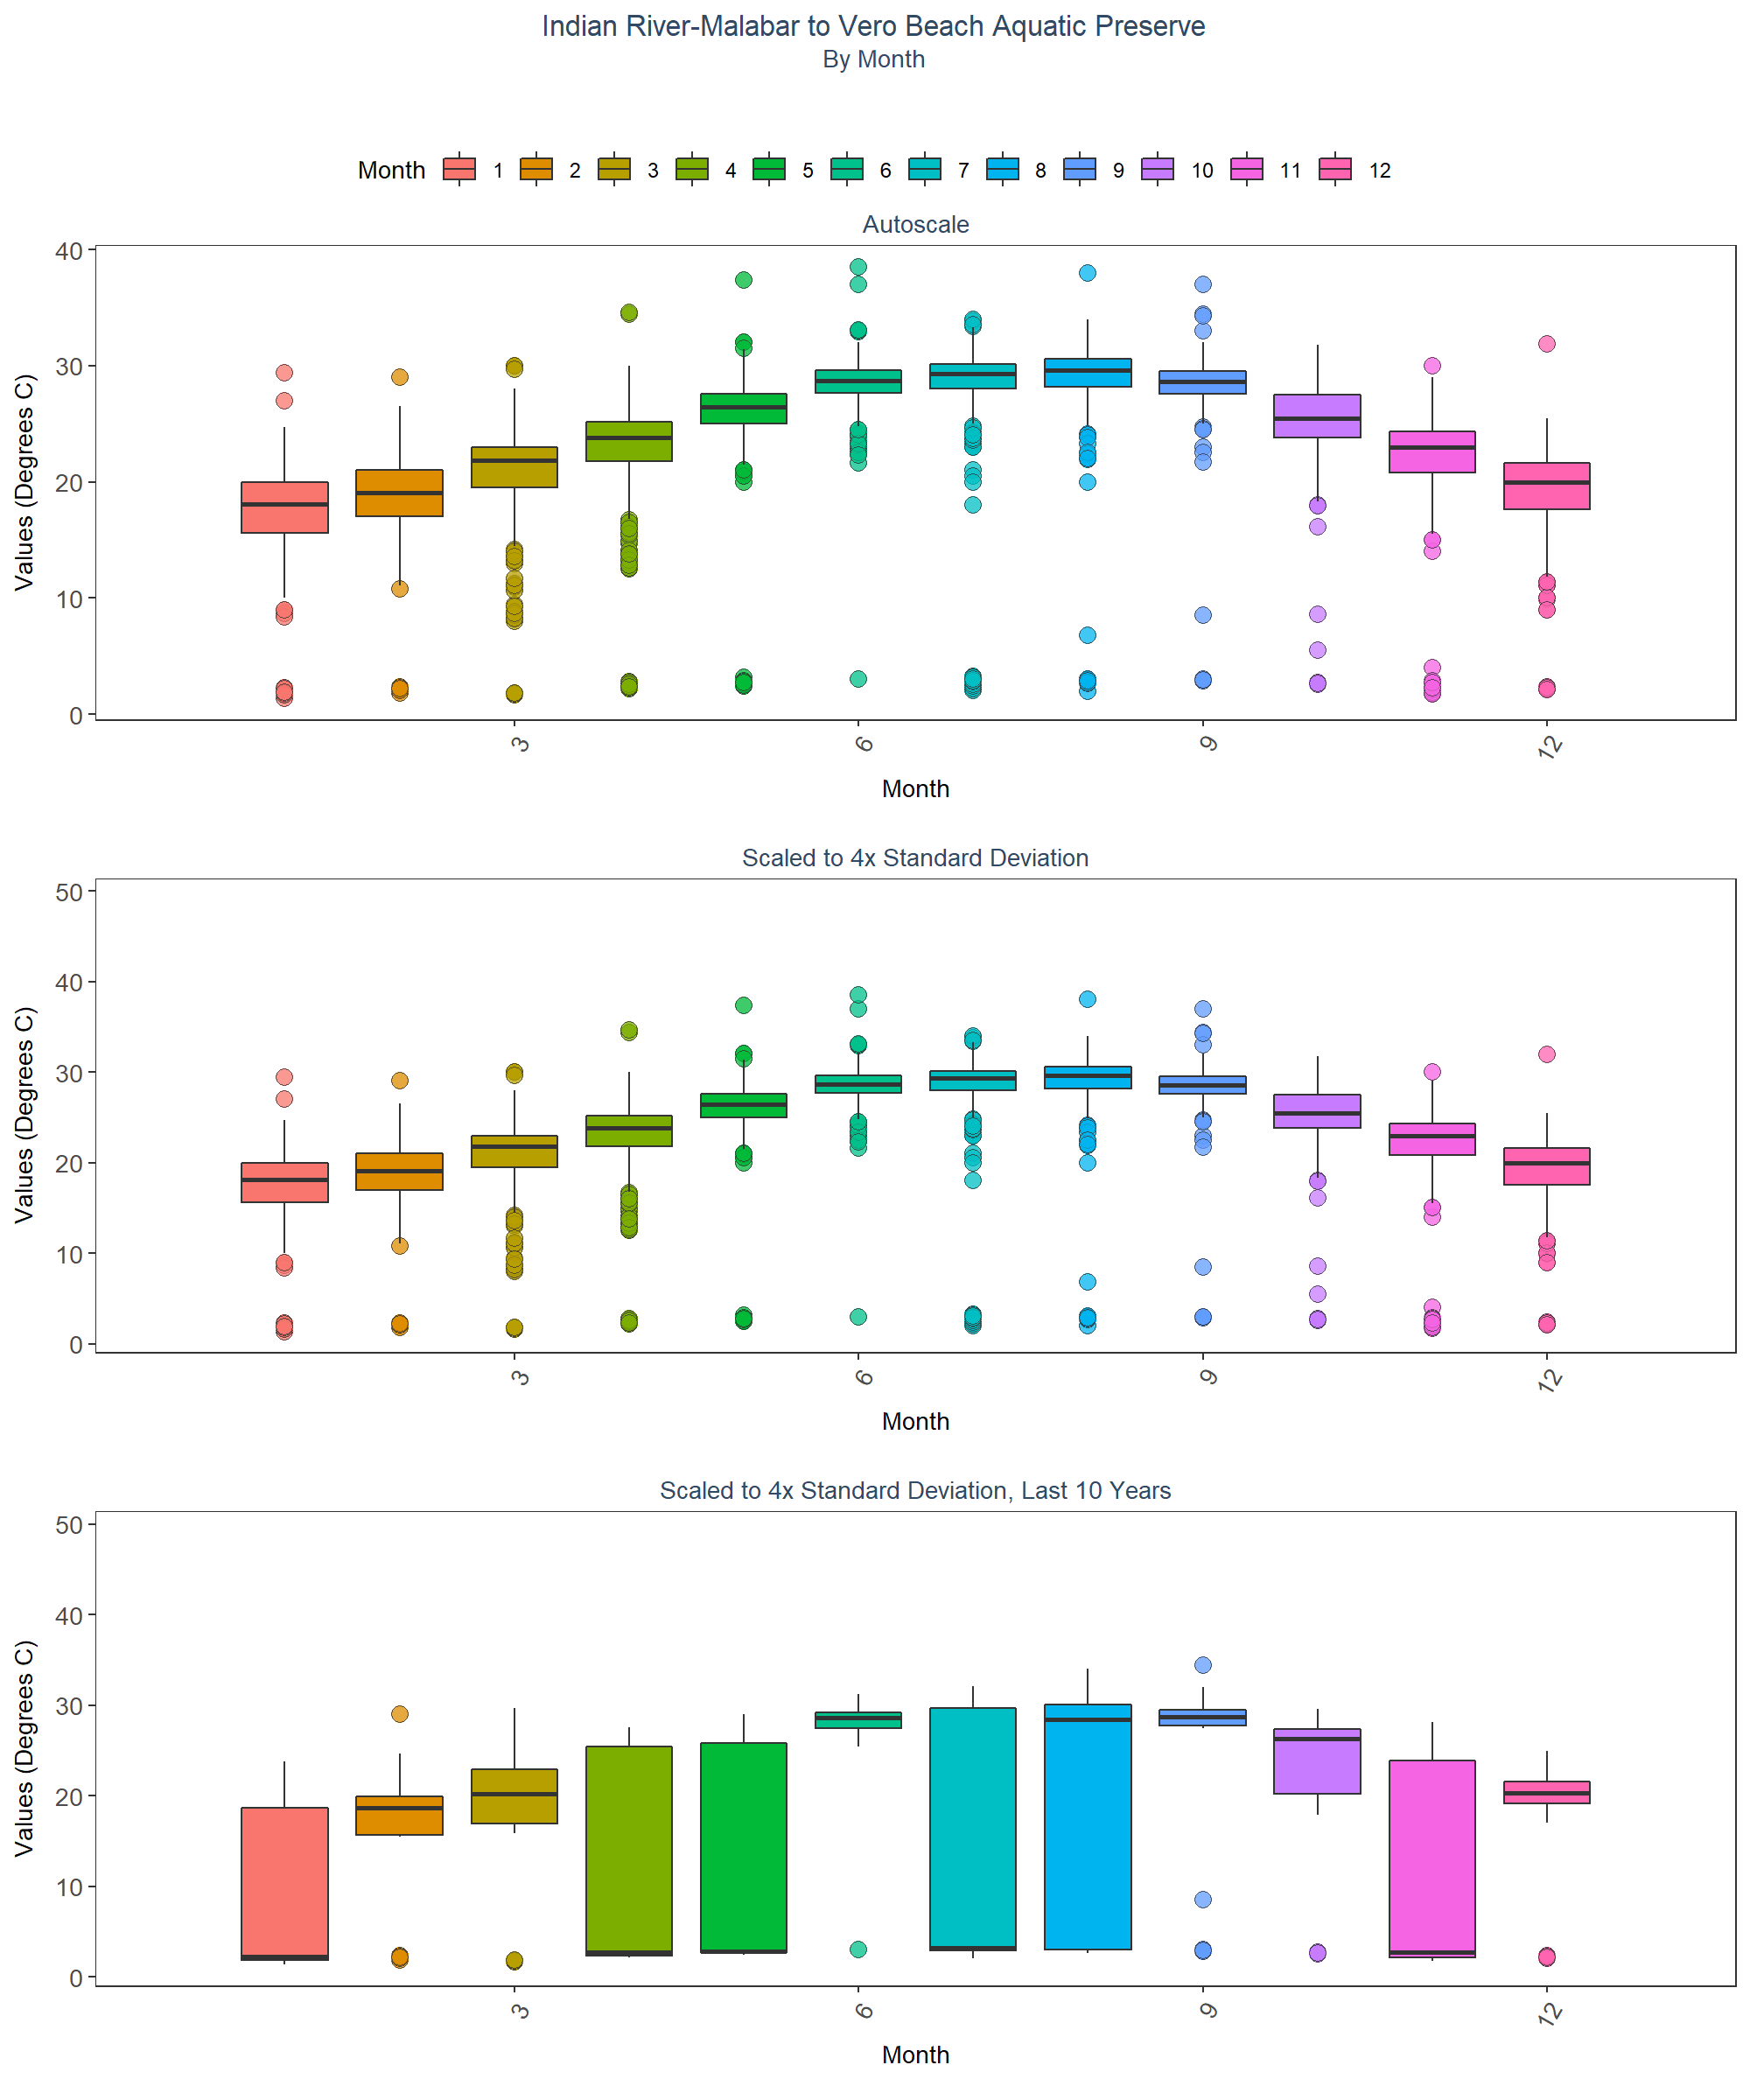 Indian River-Malabar to Vero Beach Aquatic Preserve
By Month
Month 1 2 3 4 5 6 7 8 9 10 11 12
Autoscale
Values (Degrees C)
40
30
20
10
0
3 6 9 12
Month
Scaled to 4x Standard Deviation
Values (Degrees C)
50
40
30
20
10
0
3 6 9 12
Month
Scaled to 4x Standard Deviation, Last 10 Years
Values (Degrees C)
50
40
30
20
10
0
3 6 9 12
Month